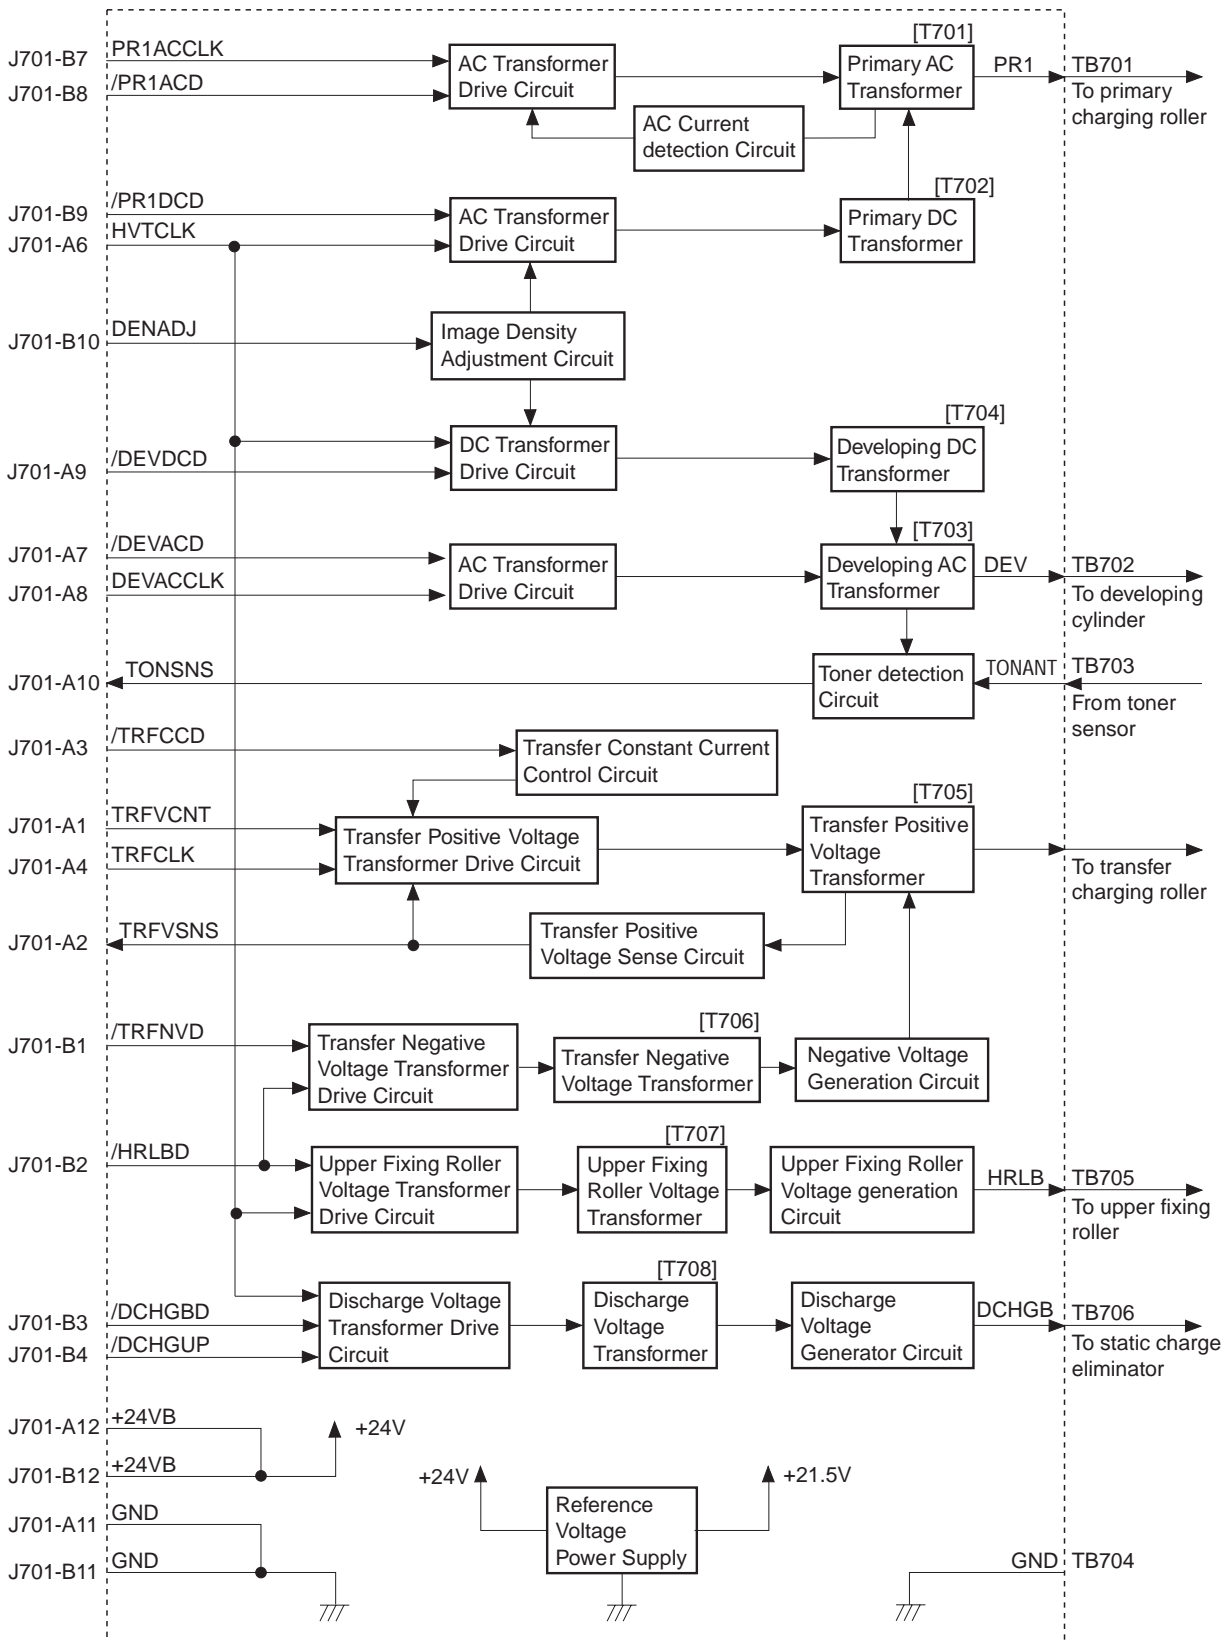 [T701]
J701-B7 PR1ACCLK
AC Transformer
Drive Circuit
Primary AC
Transformer
PR1 TB701
To primary
charging roller
J701-B8 /PR1ACD
AC Current
detection Circuit
[T702]
J701-B9 /PR1DCD
J701-A6 HVTCLK
AC Transformer
Drive Circuit
Primary DC
Transformer
J701-B10 DENADJ
Image Density
Adjustment Circuit
[T704]
DC Transformer
Drive Circuit
Developing DC
Transformer
J701-A9 /DEVDCD
[T703]
J701-A7 /DEVACD
J701-A8 DEVACCLK
AC Transformer
Drive Circuit
Developing AC
Transformer
DEV TB702
To developing
cylinder
J701-A10 TONSNS
Toner detection
Circuit
TONANT TB703
From toner
sensor
J701-A3 /TRFCCD
Transfer Constant Current
Control Circuit
[T705]
J701-A1 TRFVCNT
J701-A4 TRFCLK
Transfer Positive Voltage
Transformer Drive Circuit
Transfer Positive
Voltage
Transformer
To transfer
charging roller
J701-A2 TRFVSNS
Transfer Positive
Voltage Sense Circuit
[T706]
J701-B1 /TRFNVD
Transfer Negative
Voltage Transformer
Drive Circuit
Transfer Negative
Voltage Transformer
Negative Voltage
Generation Circuit
[T707]
J701-B2 /HRLBD
Upper Fixing Roller
Voltage Transformer
Drive Circuit
Upper Fixing
Roller Voltage
Transformer
Upper Fixing Roller
Voltage generation
Circuit
HRLB TB705
To upper fixing
roller
[T708]
J701-B3 /DCHGBD
J701-B4 /DCHGUP
Discharge Voltage
Transformer Drive
Circuit
Discharge
Voltage
Transformer
Discharge
Voltage
Generator Circuit
DCHGB TB706
To static charge
eliminator
J701-A12 +24VB
+24V
J701-B12 +24VB
+24V
+21.5V
Reference
Voltage
Power Supply
J701-A11 GND
J701-B11 GND
GND TB704